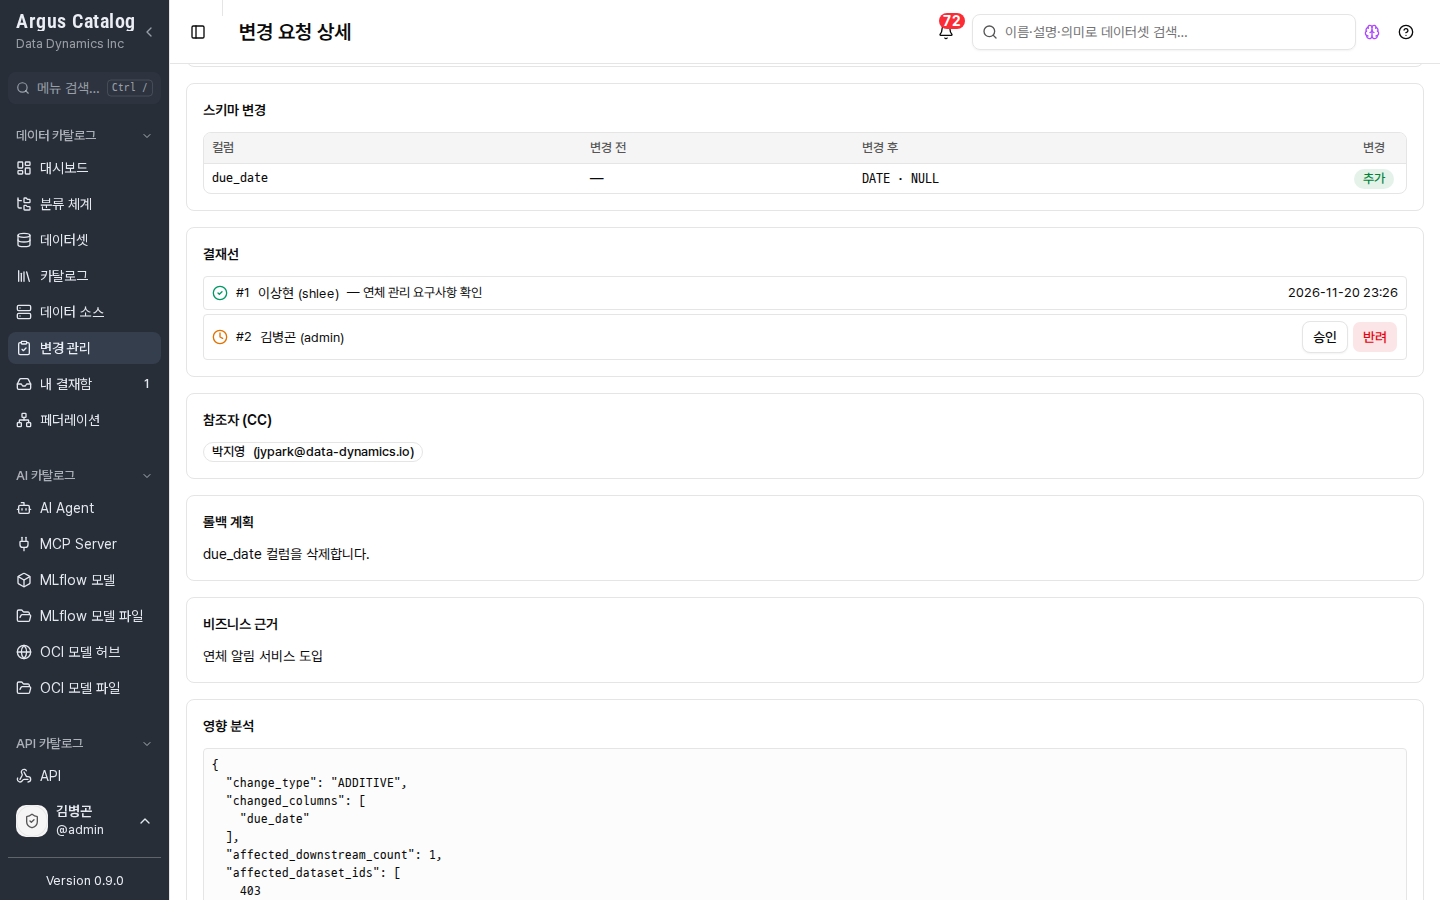 Argus Catalog
Data Dynamics Inc
메뉴 검색... Ctrl /
데이터 카탈로그
대시보드
분류 체계
데이터셋
카탈로그
데이터 소스
변경 관리
내 결재함 1
페더레이션
AI 카탈로그
AI Agent
MCP Server
MLflow 모델
MLflow 모델 파일
OCI 모델 허브
OCI 모델 파일
API 카탈로그
API
김병곤
@admin
Version 0.9.0
변경 요청 상세
72
이름·설명·의미로 데이터셋 검색...
스키마 변경
컬럼 변경 전 변경 후 변경
due_date — DATE · NULL 추가
결재선
#1 이상현 (shlee) — 연체 관리 요구사항 확인 2026-11-20 23:26
#2 김병곤 (admin) 승인 반려
참조자 (CC)
박지영 (jypark@data-dynamics.io)
롤백 계획
due_date 컬럼을 삭제합니다.
비즈니스 근거
연체 알림 서비스 도입
영향 분석
{
"change_type": "ADDITIVE",
"changed_columns": [
"due_date"
],
"affected_downstream_count": 1,
"affected_dataset_ids": [
403